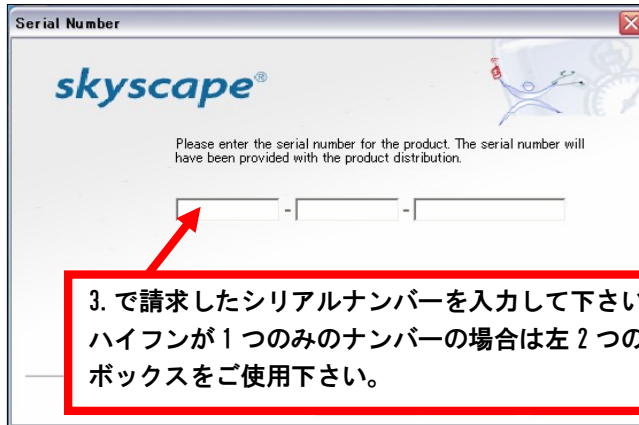 Serial Number
skyscape®
Please enter the serial number for the product. The serial number will
have been provided with the product distribution.
- -
3. で請求したシリアルナンバーを入力して下さい
ハイフンが1つのみのナンバーの場合は左2つの
ボックスをご使用下さい。